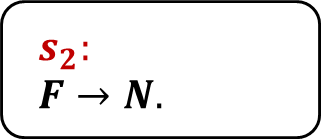 s₂:
F → N.